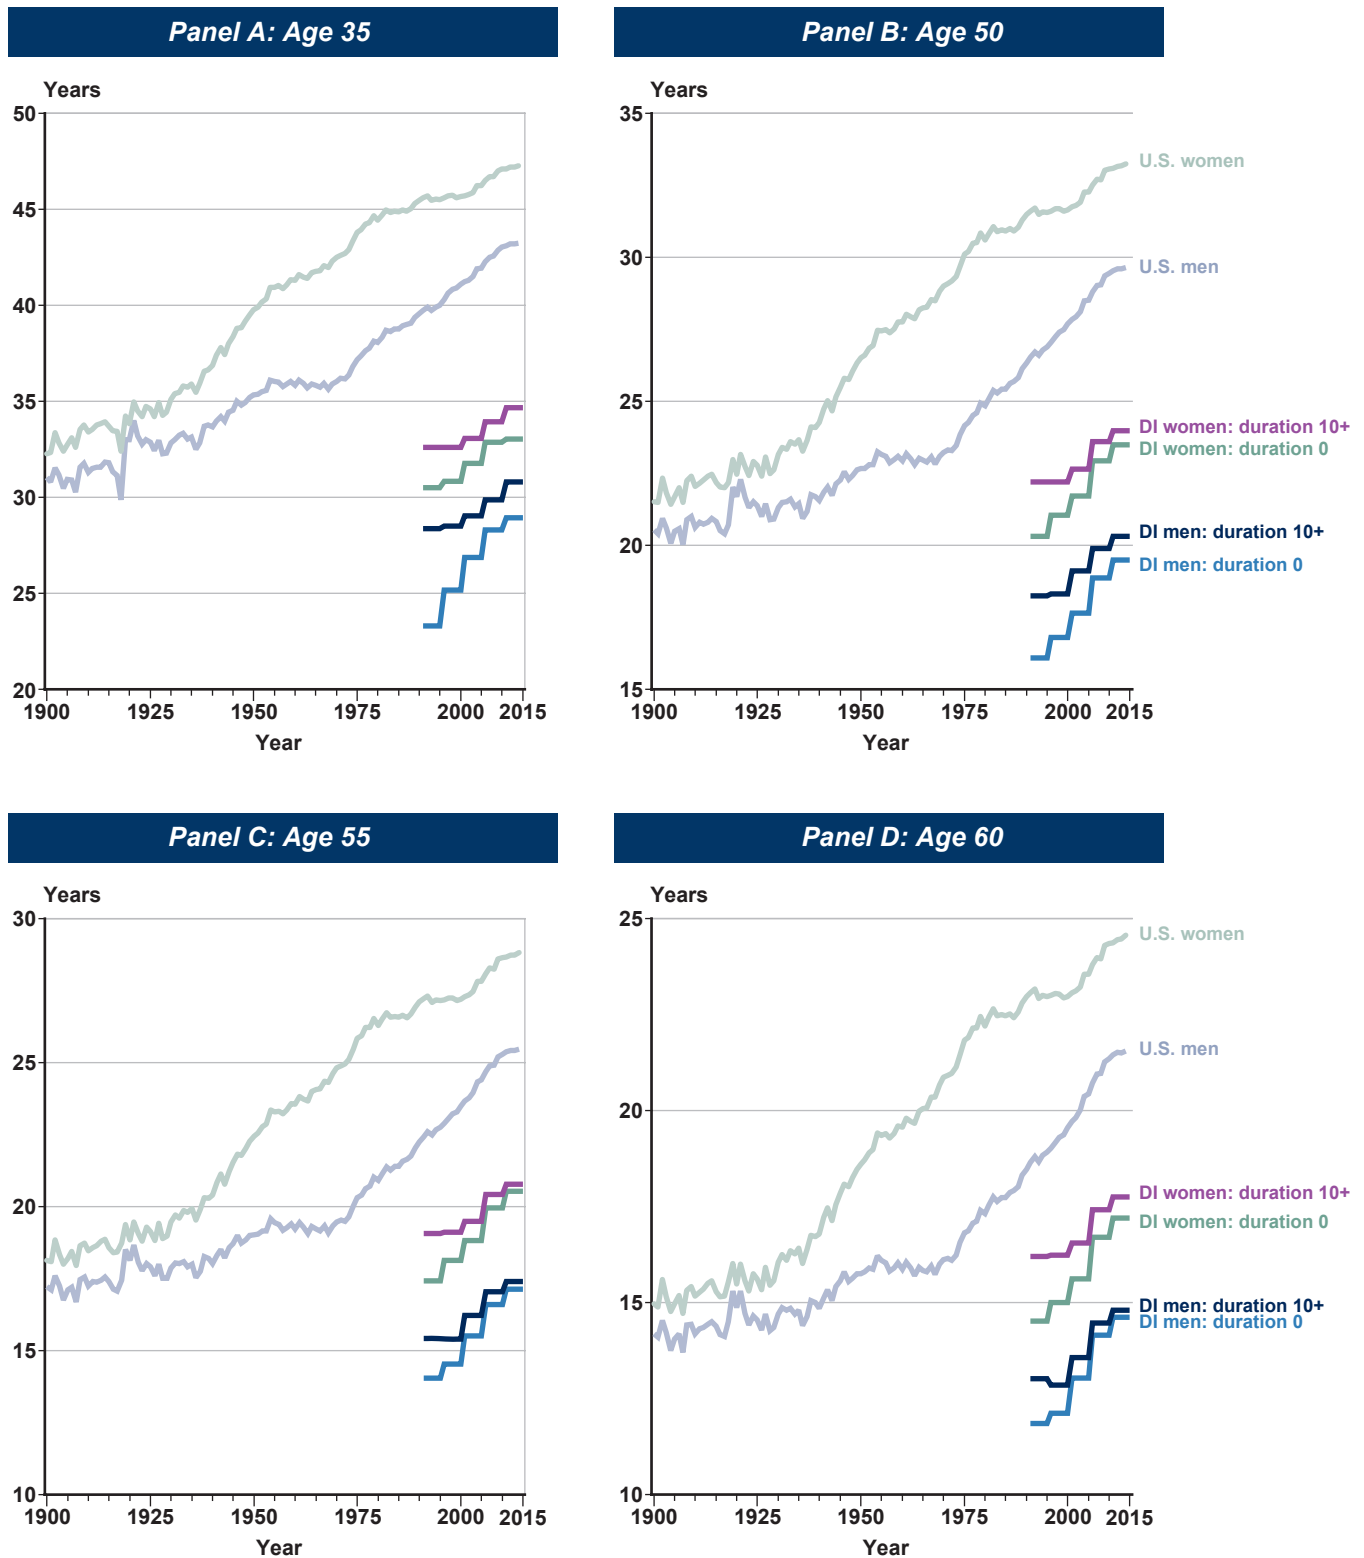 Panel A: Age 35
Years
50
45
40
35
30
25
20
1900 1925 1950 1975 2000 2015
Year
Panel B: Age 50
Years
35
30
25
20
15
1900 1925 1950 1975 2000 2015
Year
U.S. women
U.S. men
DI women: duration 10+
DI women: duration 0
DI men: duration 10+
DI men: duration 0
Panel C: Age 55
Years
30
25
20
15
10
1900 1925 1950 1975 2000 2015
Year
Panel D: Age 60
Years
25
20
15
10
1900 1925 1950 1975 2000 2015
Year
U.S. women
U.S. men
DI women: duration 10+
DI women: duration 0
DI men: duration 10+
DI men: duration 0